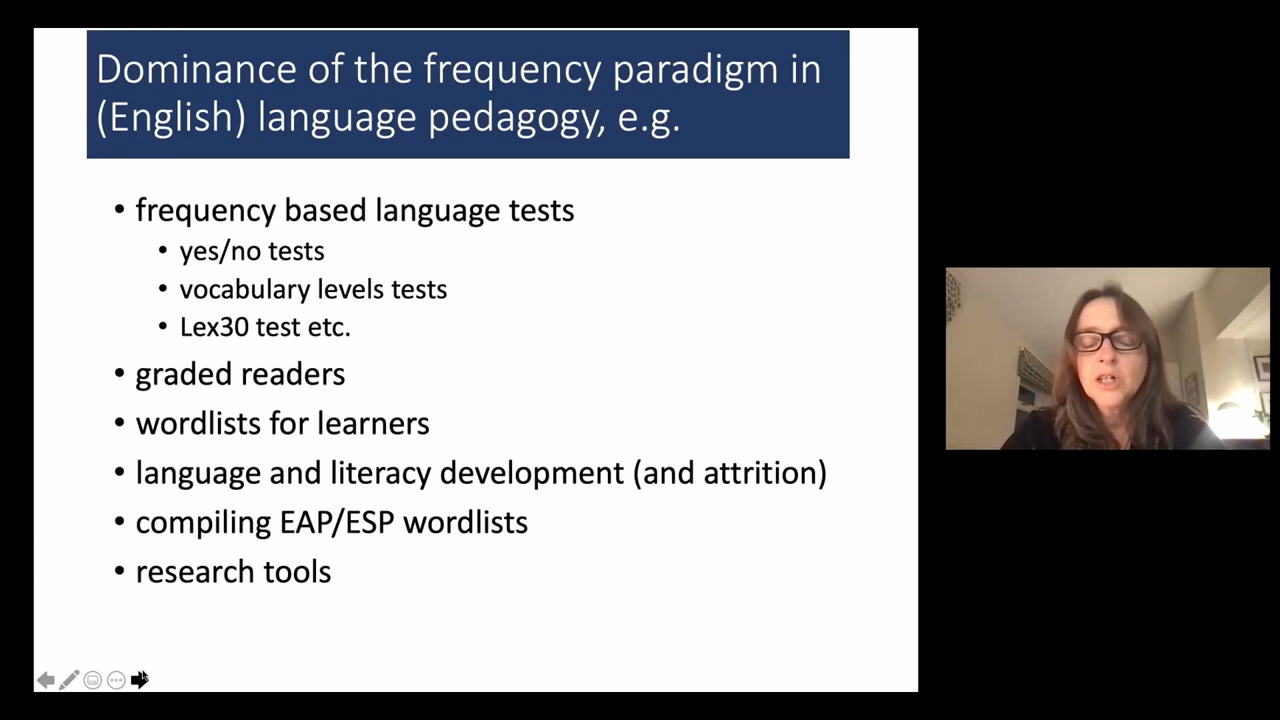 Dominance of the frequency paradigm in
(English) language pedagogy, e.g.
• frequency based language tests
• yes/no tests
• vocabulary levels tests
• Lex30 test etc.
• graded readers
• wordlists for learners
• language and literacy development (and attrition)
• compiling EAP/ESP wordlists
• research tools